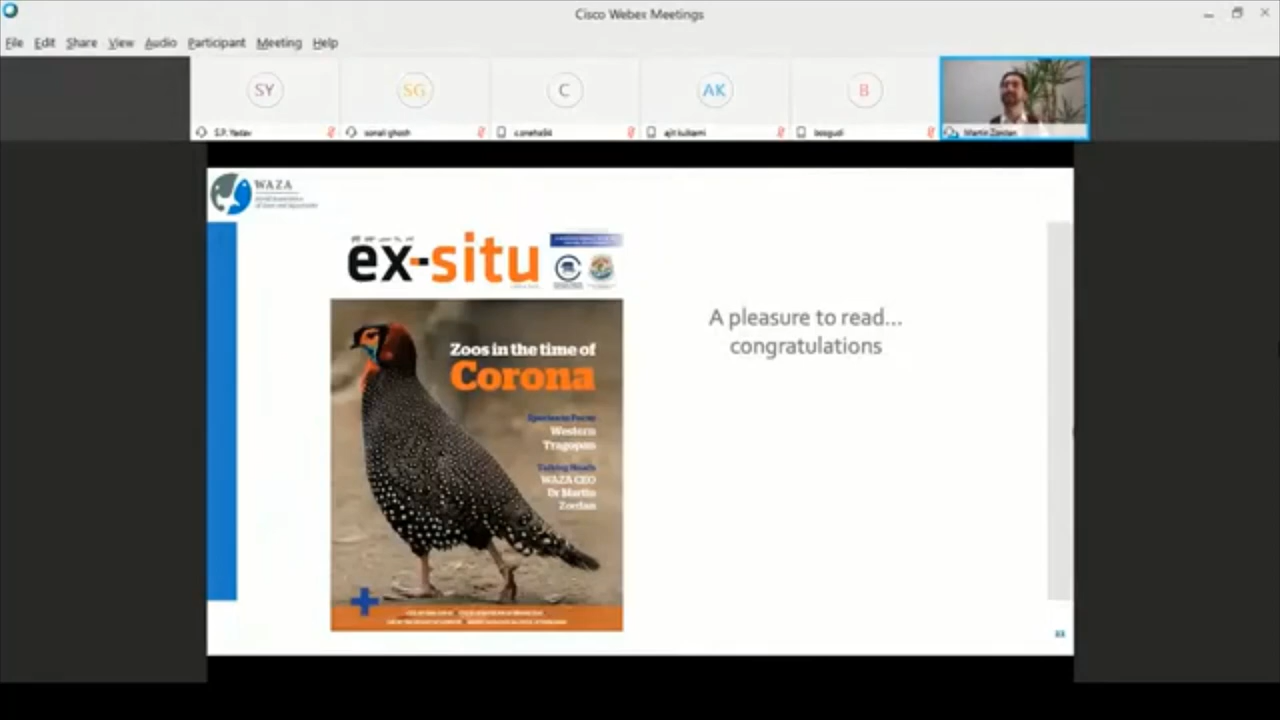 Cisco Webex Meetings
File Edit Share View Audio Participant Meeting Help
SY
SG
C
AK
B
S.P. Yadav
sonali ghosh
c.sneha84
ajit kulkarni
bosgudi
Martin Zordan
WAZA
ex-situ
Zoos in the time of
Corona
Species in Focus
Western
Tragopan
Talking Heads
WAZA CEO
Dr Martin
Zordan
A pleasure to read...
congratulations